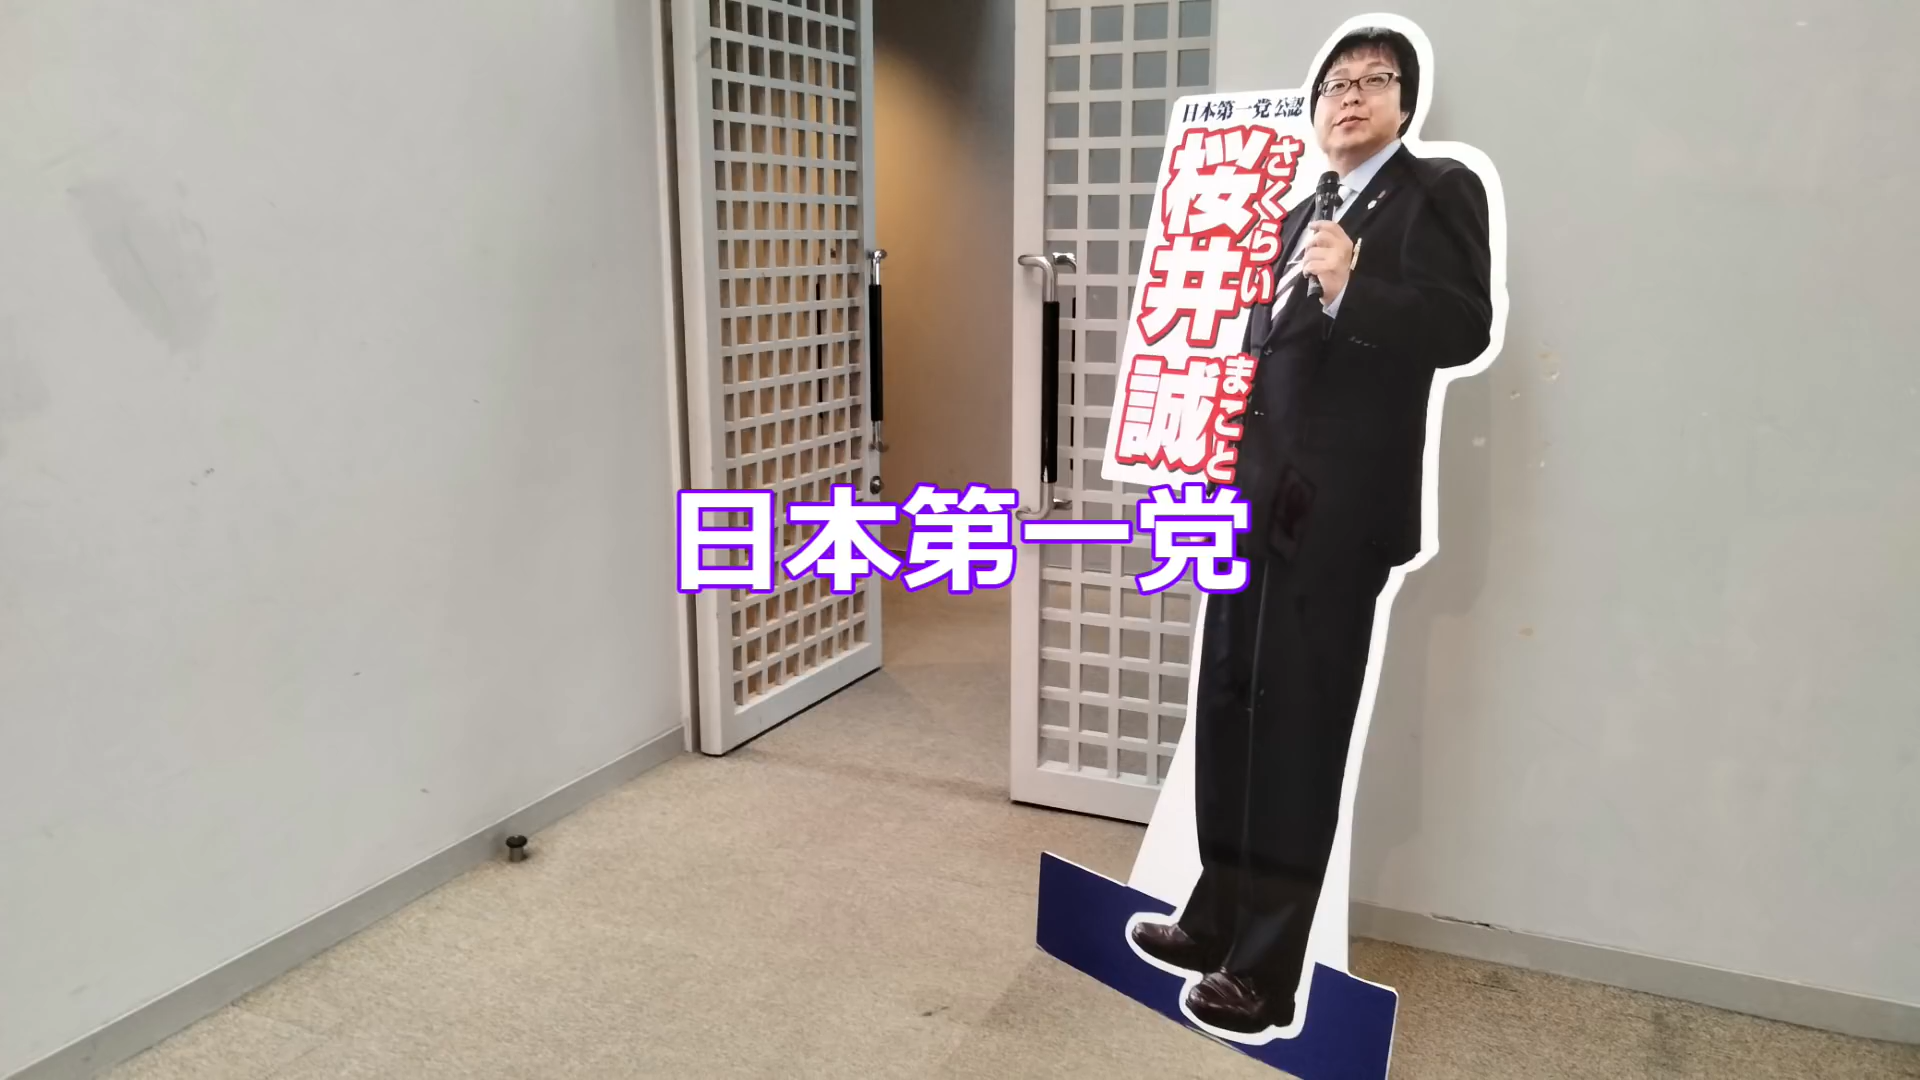 日本第一党 公認
桜井誠
さくらい まこと
日本第一党